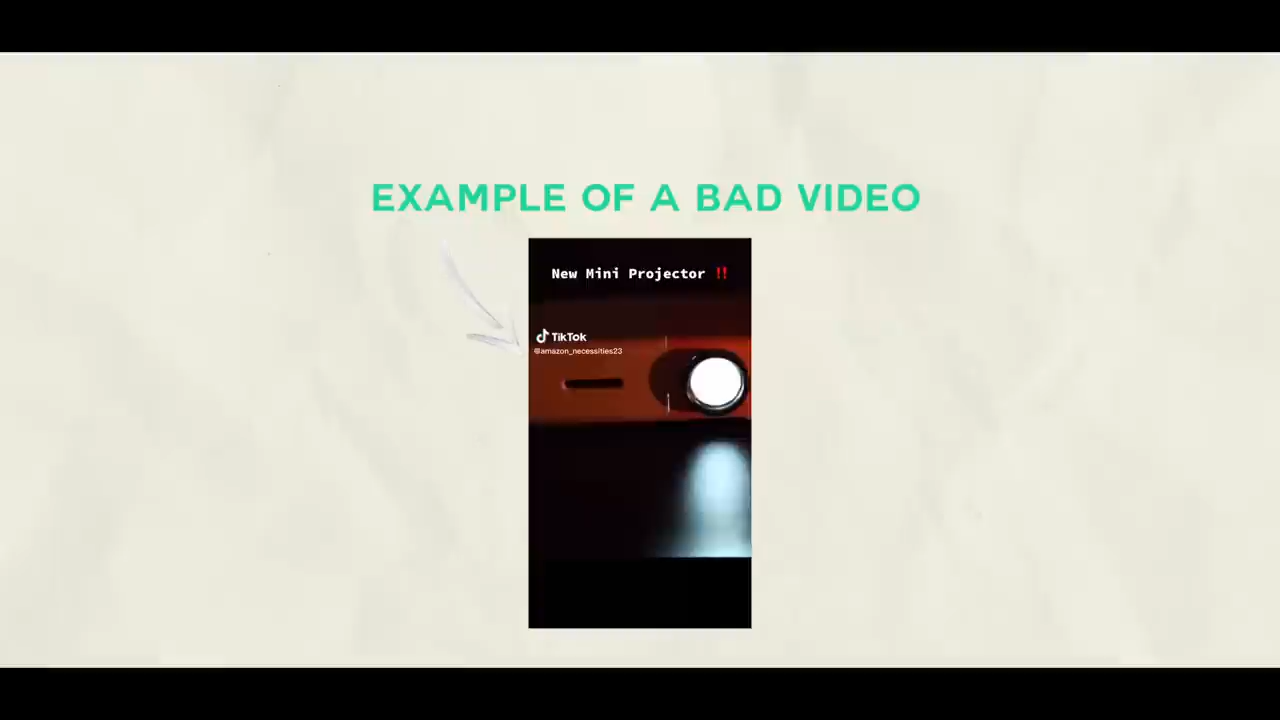 EXAMPLE OF A BAD VIDEO
New Mini Projector ‼️
TikTok
@amazon_necessities23